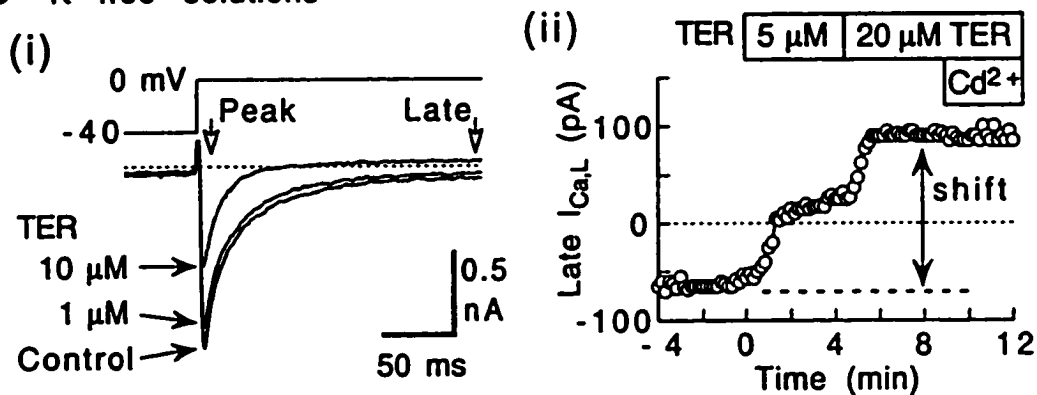 K free solutions
(i)
0 mV
Peak
Late
-40
TER
10 µM
1 µM
Control
0.5
nA
50 ms
(ii)
TER 5 µM 20 µM TER
Cd2+
Late ICa,L (pA)
100
0
-100
shift
-4 0 4 8 12
Time (min)